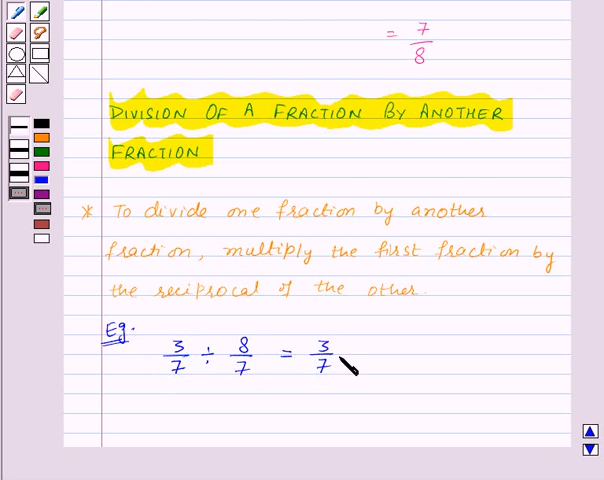 = 7/8
DIVISION OF A FRACTION BY ANOTHER
FRACTION
* To divide one fraction by another
fraction, multiply the first fraction by
the reciprocal of the other.
Eg.
3/7 ÷ 8/7 = 3/7